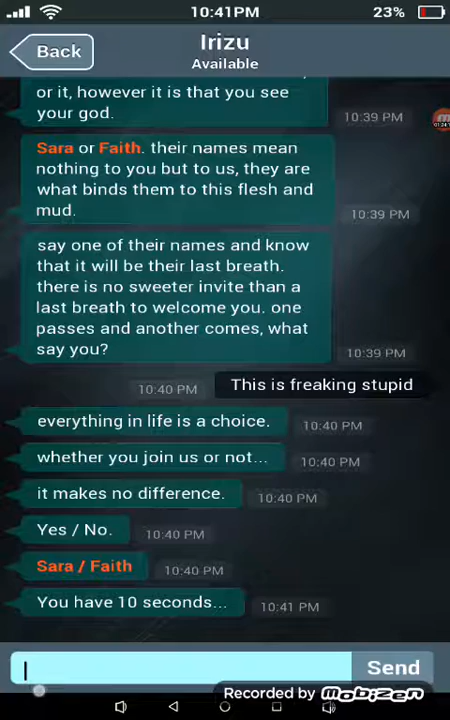 10:41PM
23%
Back
Irizu
Available
or it, however it is that you see
your god.
10:39 PM
Sara or Faith. their names mean
nothing to you but to us, they are
what binds them to this flesh and
mud.
10:39 PM
say one of their names and know
that it will be their last breath.
there is no sweeter invite than a
last breath to welcome you. one
passes and another comes, what
say you?
10:39 PM
10:40 PM
This is freaking stupid
everything in life is a choice.
10:40 PM
whether you join us or not...
10:40 PM
it makes no difference.
10:40 PM
Yes / No.
10:40 PM
Sara / Faith
10:40 PM
You have 10 seconds...
10:41 PM
Send
Recorded by mobizen